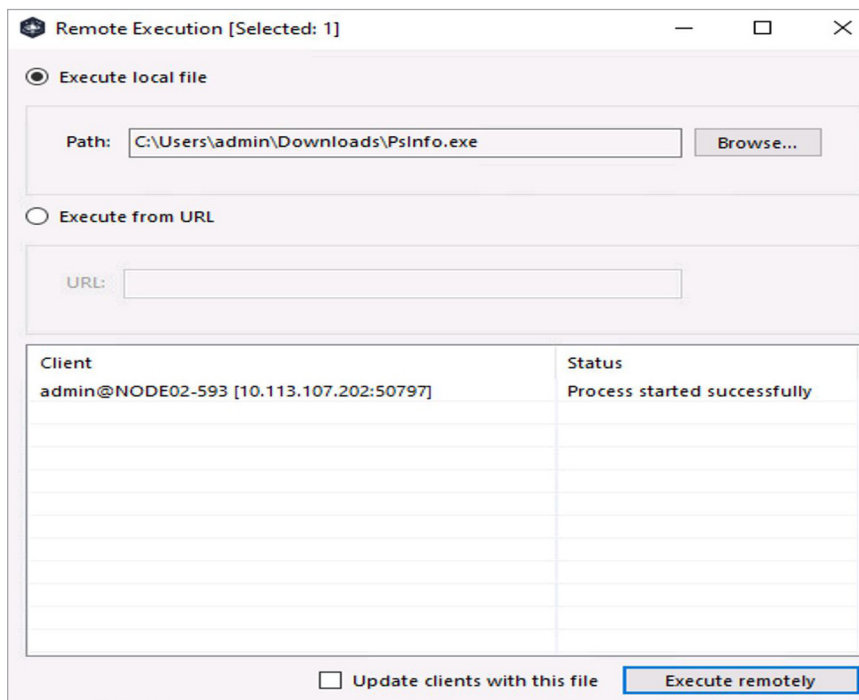 Remote Execution [Selected: 1]
Execute local file
Path: C:\Users\admin\Downloads\PsInfo.exe Browse...
Execute from URL
URL:
Client Status
admin@NODE02-593 [10.113.107.202:50797] Process started successfully
Update clients with this file Execute remotely